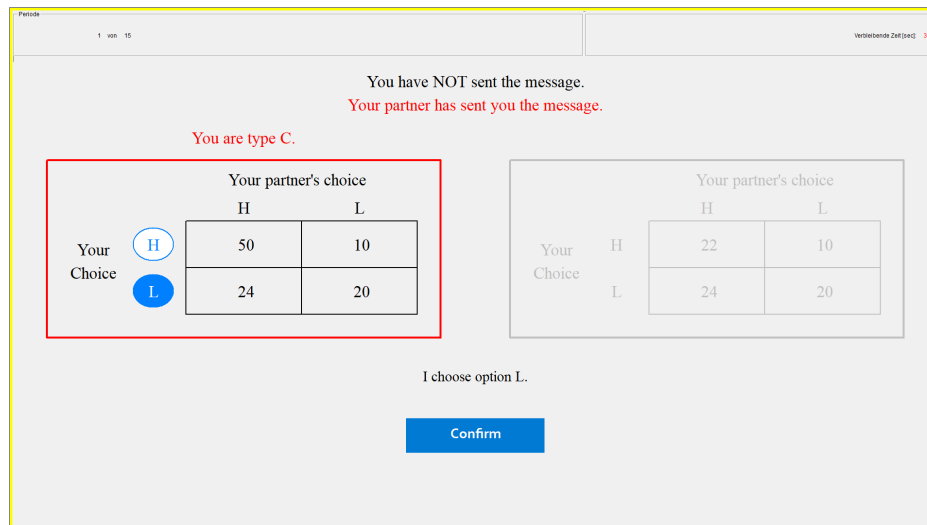 Periode
1 von 15
Verbleibende Zeit [sec]: 3
You have NOT sent the message.
Your partner has sent you the message.
You are type C.
Your partner's choice
H L
Your Choice
H 50 10
L 24 20
Your partner's choice
H L
Your Choice
H 22 10
L 24 20
I choose option L.
Confirm